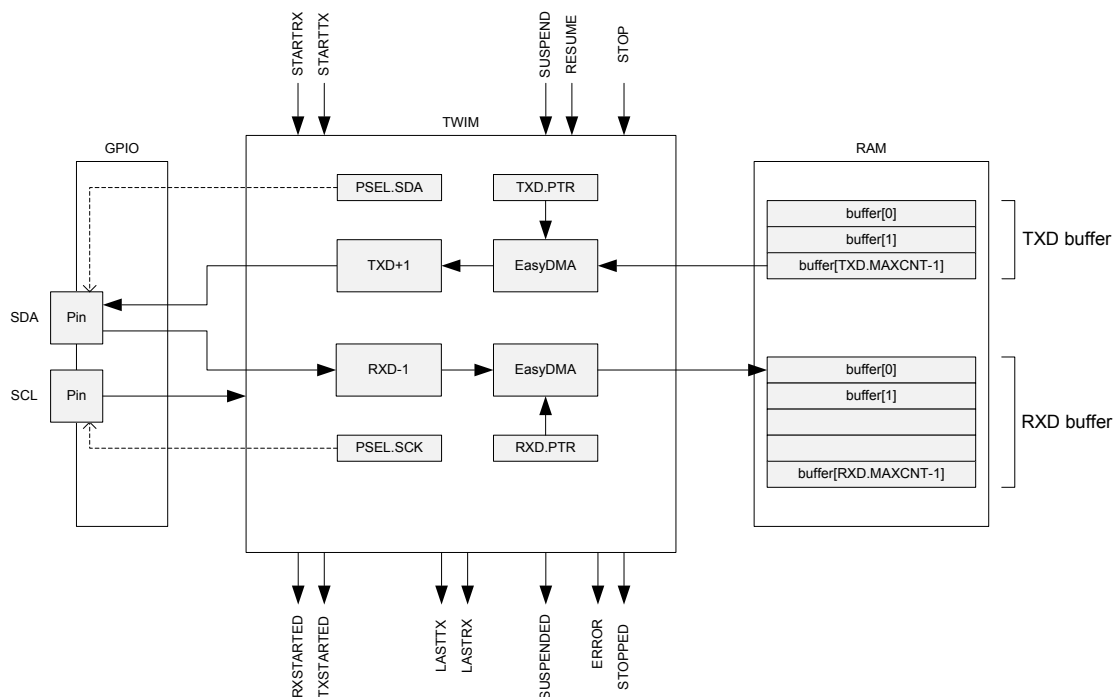 STARTRX
STARTTX
SUSPEND
RESUME
STOP
GPIO
TWIM
RAM
PSEL.SDA
TXD.PTR
buffer[0]
buffer[1]
buffer[TXD.MAXCNT-1]
TXD buffer
TXD+1
EasyDMA
SDA
Pin
RXD-1
EasyDMA
SCL
Pin
buffer[0]
buffer[1]
buffer[RXD.MAXCNT-1]
RXD buffer
PSEL.SCK
RXD.PTR
RXSTARTED
TXSTARTED
LASTTX
LASTRX
SUSPENDED
ERROR
STOPPED